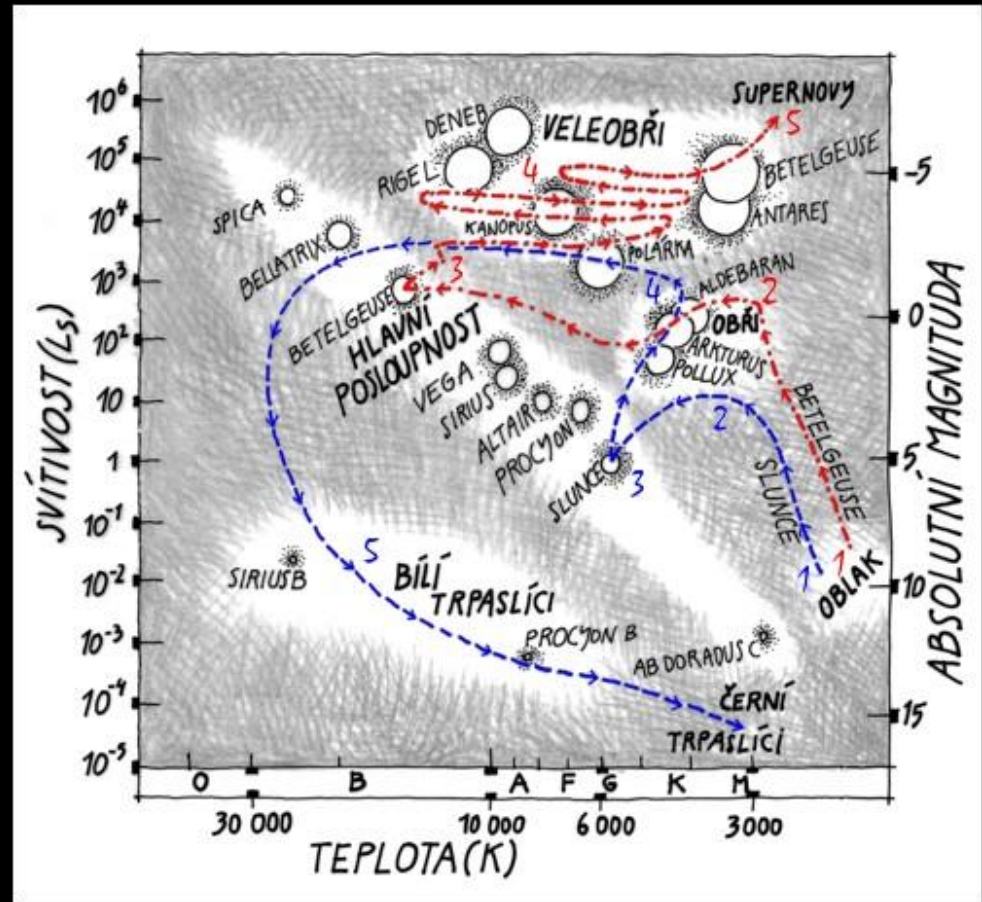 SUPERNOVY
5
10⁶
DENEB
VELEOBŘI
10⁵
RIGEL
4
BETELGEUSE
-5
SPICA
10⁴
KANOPUS
ANTARES
BELLATRIX
POLÁRKA
10³
3
4
ALDEBARAN
2
BETELGEUSE
OBŘI
0
10²
HLAVNÍ
POSLOUPNOST
ARKTURUS
POLLUX
VEGA
SIRIUS
10
ALTAIR
PROCYON
2
BETELGEUSE
SLUNCE
1
SLUNCE
3
5
10⁻¹
5
10⁻²
SIRIUS B
BÍLÍ
TRPASLÍCI
1
1
OBLAK
10
10⁻³
PROCYON B
AB DORADUS C
10⁻⁴
ČERNÍ
TRPASLÍCI
15
10⁻⁵
O B A F G K M
30 000 10 000 6 000 3 000
TEPLOTA (K)
SVÍTIVOST (Ls)
ABSOLUTNÍ MAGNITUDA